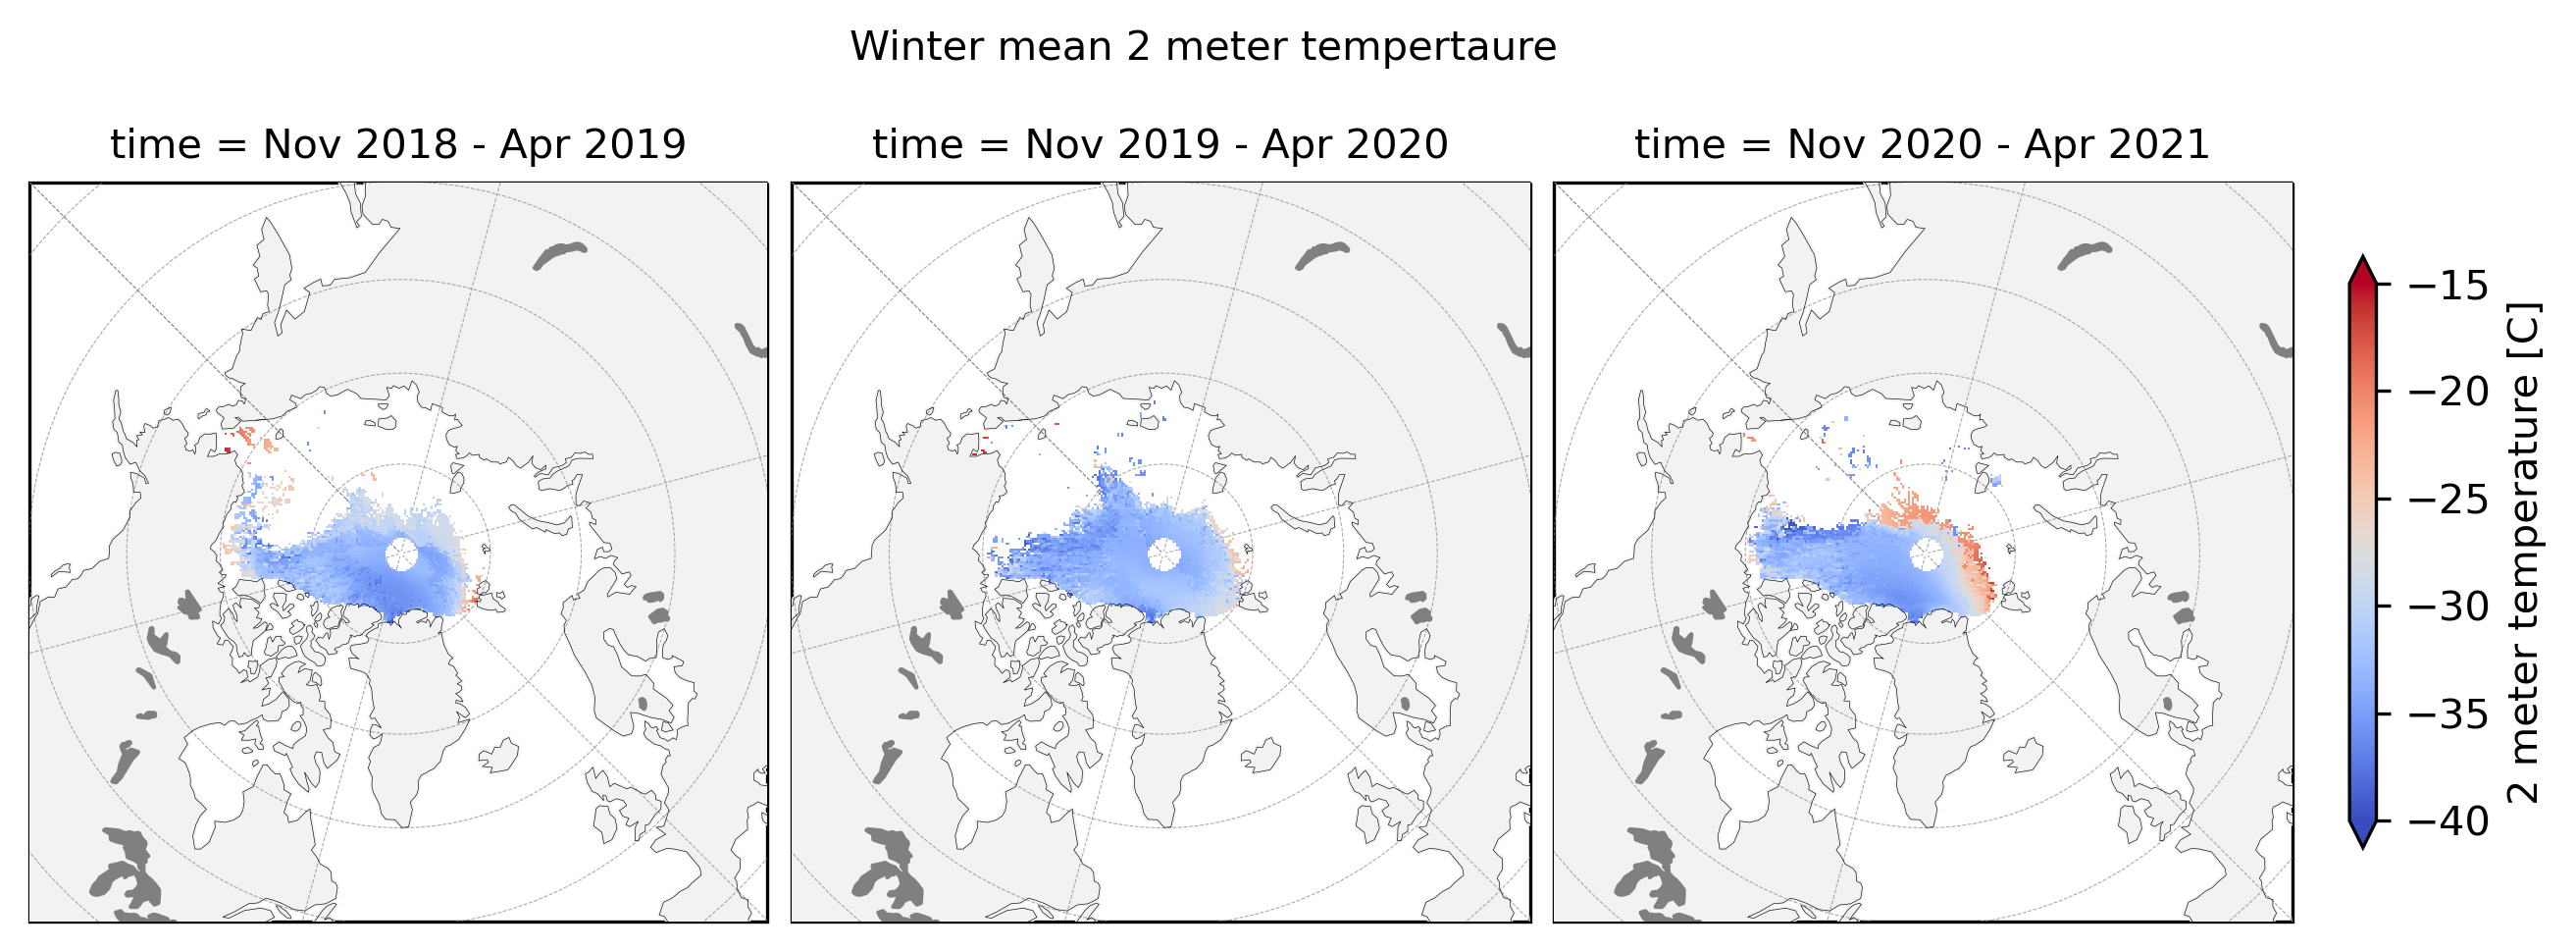 Winter mean 2 meter tempertaure
time = Nov 2018 - Apr 2019
time = Nov 2019 - Apr 2020
time = Nov 2020 - Apr 2021
−15
−20
−25
−30
−35
−40
2 meter temperature [C]